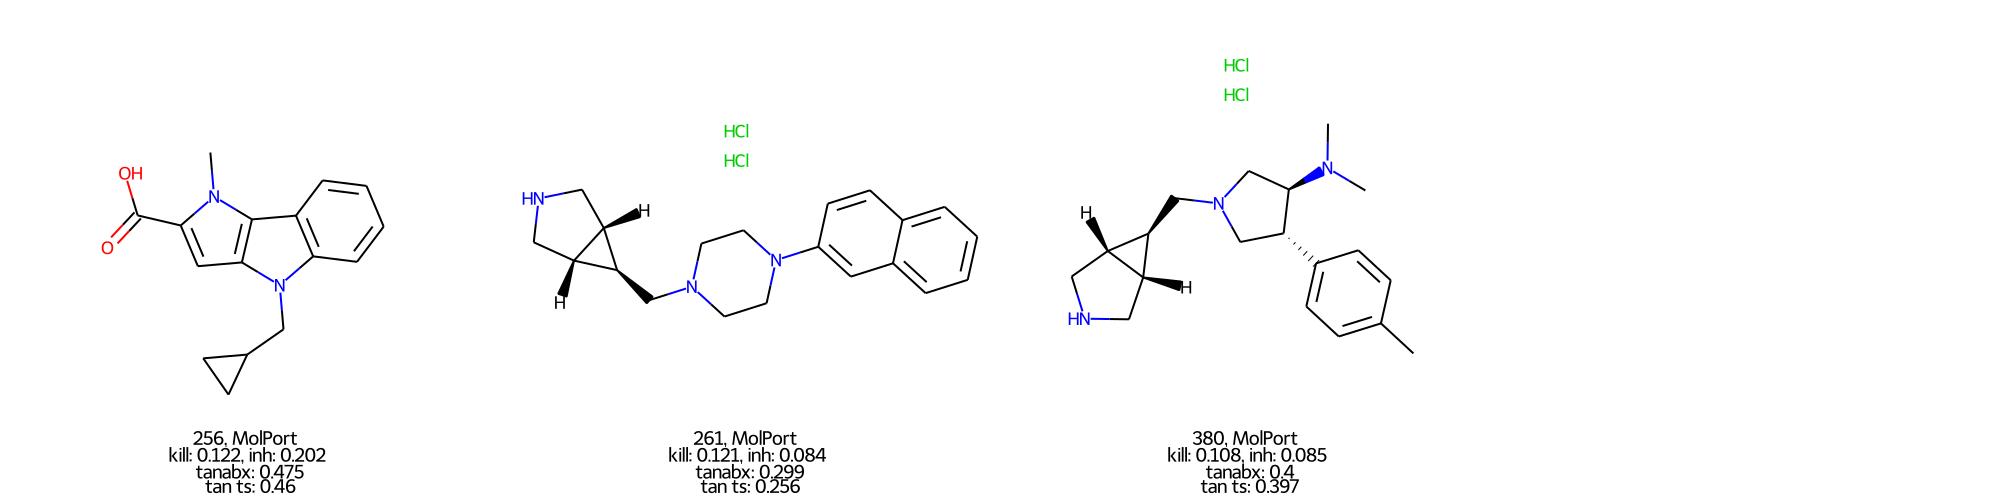 HCl
HCl
HCl
HCl
OH
O
N
N
HN
H
H
N
N
H
H
HN
N
N
256, MolPort
kill: 0.122, inh: 0.202
tanabx: 0.475
tan ts: 0.46
261, MolPort
kill: 0.121, inh: 0.084
tanabx: 0.299
tan ts: 0.256
380, MolPort
kill: 0.108, inh: 0.085
tanabx: 0.4
tan ts: 0.397